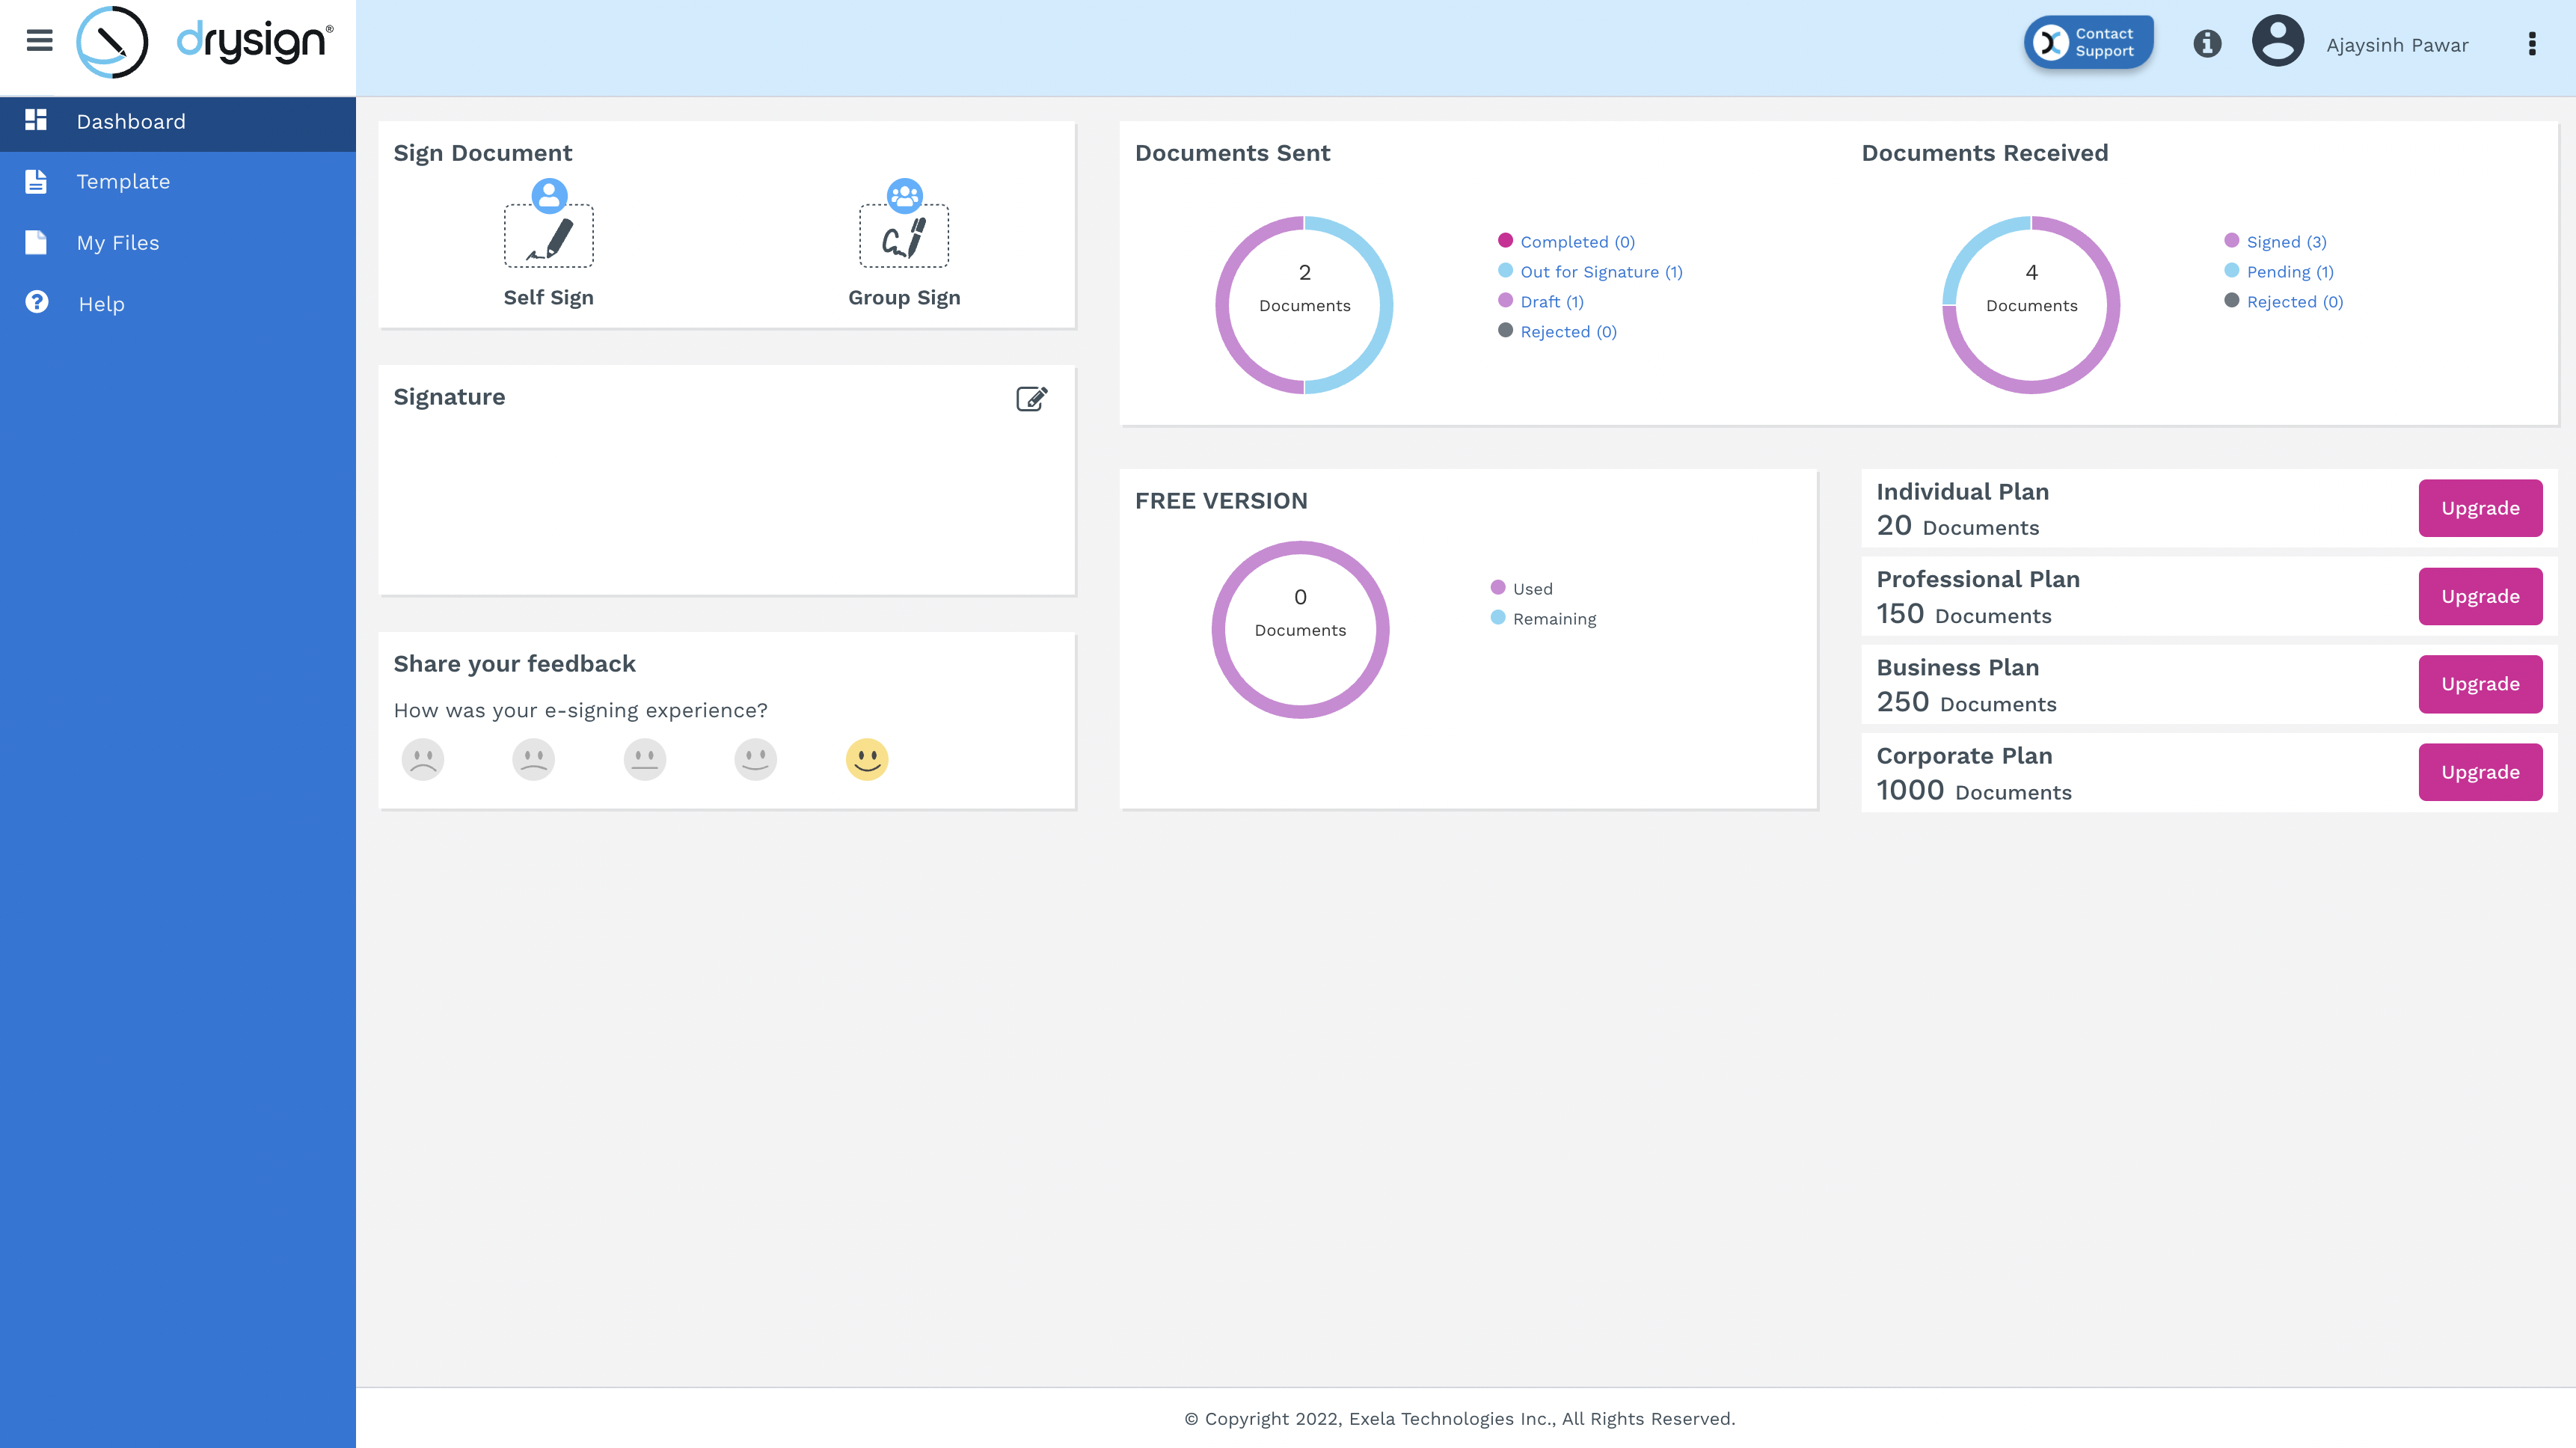 drysign®
Contact
Support
Ajaysinh Pawar
Dashboard
Template
My Files
Help
Sign Document
Self Sign
Group Sign
Signature
Share your feedback
How was your e-signing experience?
Documents Sent
2
Documents
Completed (0)
Out for Signature (1)
Draft (1)
Rejected (0)
Documents Received
4
Documents
Signed (3)
Pending (1)
Rejected (0)
FREE VERSION
0
Documents
Used
Remaining
Individual Plan
20 Documents
Upgrade
Professional Plan
150 Documents
Upgrade
Business Plan
250 Documents
Upgrade
Corporate Plan
1000 Documents
Upgrade
© Copyright 2022, Exela Technologies Inc., All Rights Reserved.